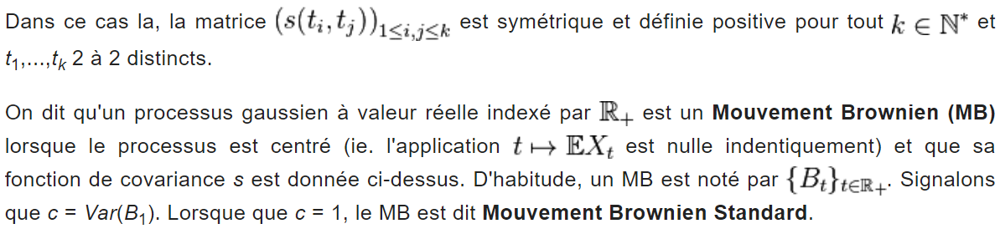 Dans ce cas la, la matrice $(s(t_i,t_j))_{1\leq i,j\leq k}$ est symétrique et définie positive pour tout $k \in \mathbb{N}^*$ et
$t_1$,...,$t_k$ 2 à 2 distincts.
On dit qu'un processus gaussien à valeur réelle indexé par $\mathbb{R}_+$ est un Mouvement Brownien (MB)
lorsque le processus est centré (ie. l'application $t \mapsto \mathbb{E}X_t$ est nulle indentiquement) et que sa
fonction de covariance s est donnée ci-dessus. D'habitude, un MB est noté par $\{B_t\}_{t\in\mathbb{R}_+}$. Signalons
que c = Var($B_1$). Lorsque que c = 1, le MB est dit Mouvement Brownien Standard.